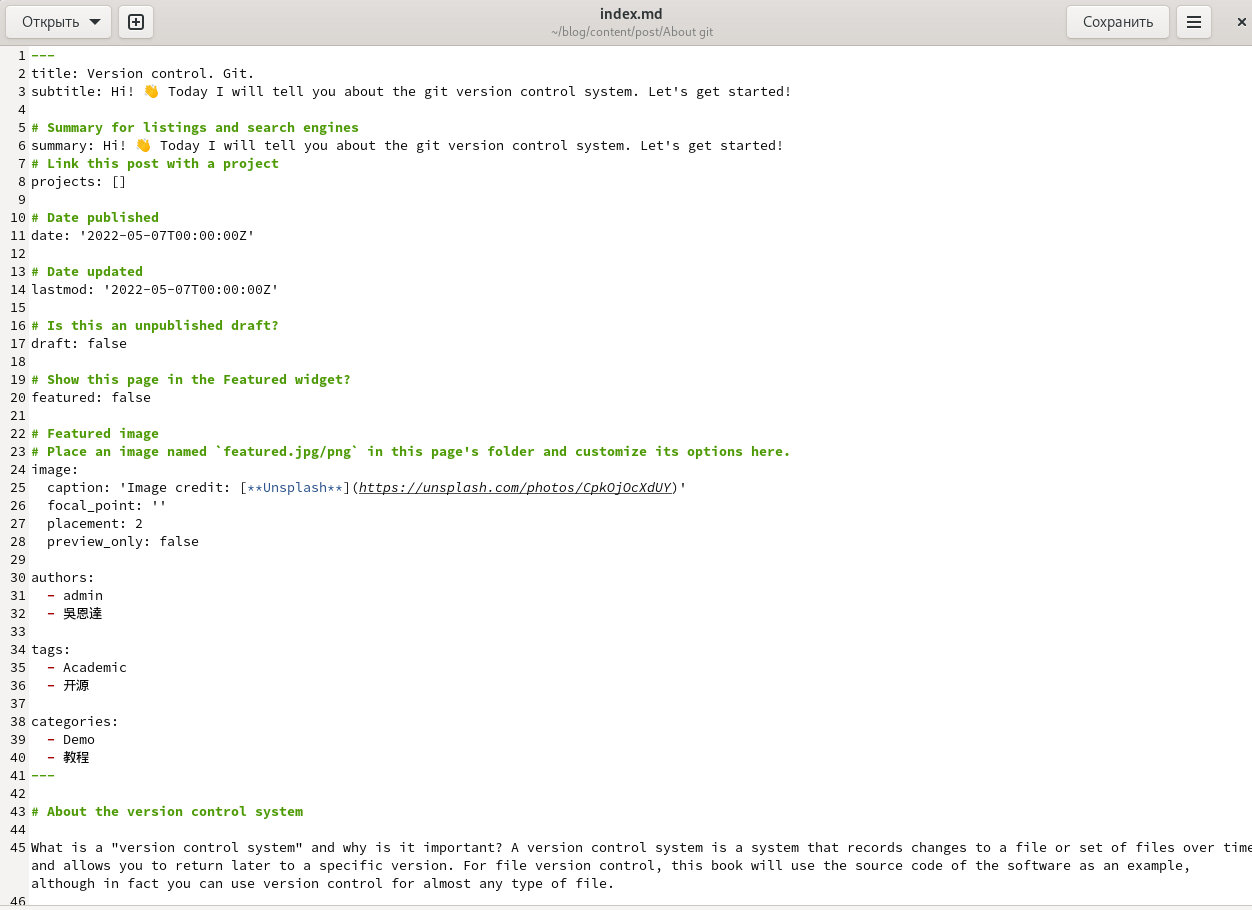 Открыть
index.md
~/blog/content/post/About git
Сохранить
1 ---
2 title: Version control. Git.
3 subtitle: Hi! 👋 Today I will tell you about the git version control system. Let's get started!
4
5 # Summary for listings and search engines
6 summary: Hi! 👋 Today I will tell you about the git version control system. Let's get started!
7 # Link this post with a project
8 projects: []
9
10 # Date published
11 date: '2022-05-07T00:00:00Z'
12
13 # Date updated
14 lastmod: '2022-05-07T00:00:00Z'
15
16 # Is this an unpublished draft?
17 draft: false
18
19 # Show this page in the Featured widget?
20 featured: false
21
22 # Featured image
23 # Place an image named `featured.jpg/png` in this page's folder and customize its options here.
24 image:
25   caption: 'Image credit: [**Unsplash**](https://unsplash.com/photos/CpkOjOcXdUY)'
26   focal_point: ''
27   placement: 2
28   preview_only: false
29
30 authors:
31   - admin
32   - 吳恩達
33
34 tags:
35   - Academic
36   - 开源
37
38 categories:
39   - Demo
40   - 教程
41 ---
42
43 # About the version control system
44
45 What is a "version control system" and why is it important? A version control system is a system that records changes to a file or set of files over time
and allows you to return later to a specific version. For file version control, this book will use the source code of the software as an example,
although in fact you can use version control for almost any type of file.
46